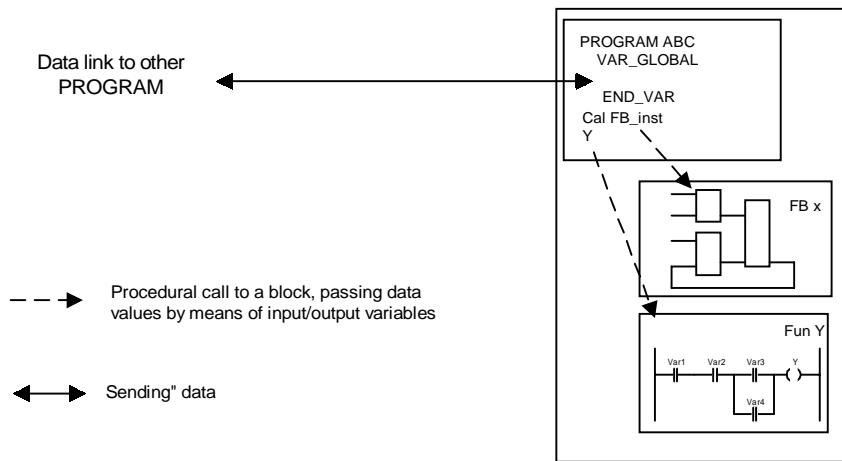 Data link to other
PROGRAM
PROGRAM ABC
VAR_GLOBAL
END_VAR
Cal FB_inst
Y
FB x
Procedural call to a block, passing data
values by means of input/output variables
Fun Y
Var1 Var2 Var3 Y
Var4
Sending" data